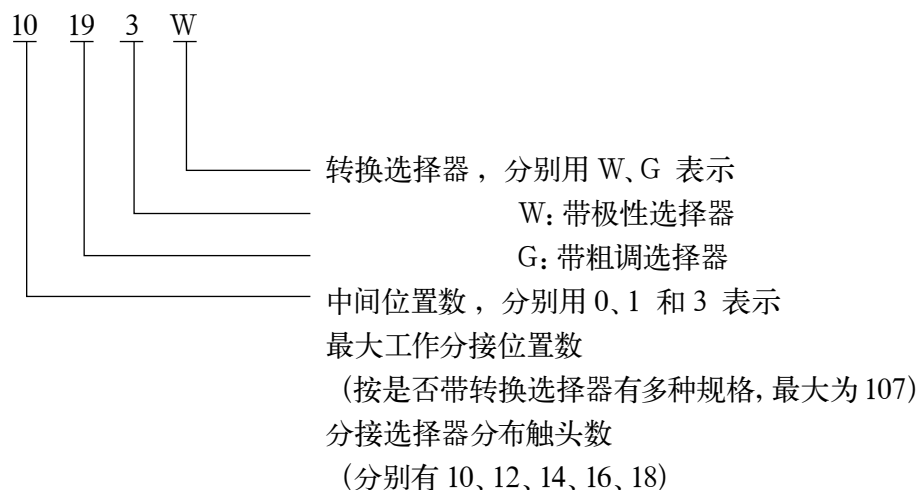 10 19 3 W
转换选择器，分别用 W、G 表示
W：带极性选择器
G：带粗调选择器
中间位置数，分别用 0、1 和 3 表示
最大工作分接位置数
（按是否带转换选择器有多种规格，最大为 107）
分接选择器分布触头数
（分别有 10、12、14、16、18）